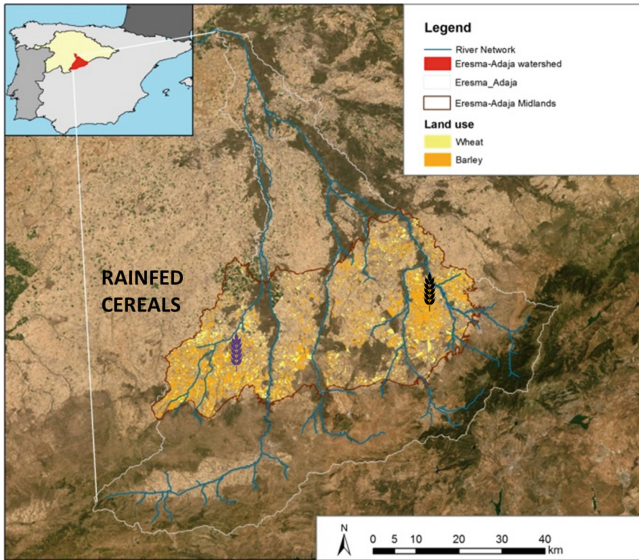 Legend
River Network
Eresma-Adaja watershed
Eresma_Adaja
Eresma-Adaja Midlands
Land use
Wheat
Barley
RAINFED
CEREALS
N
0 5 10 20 30 40
km